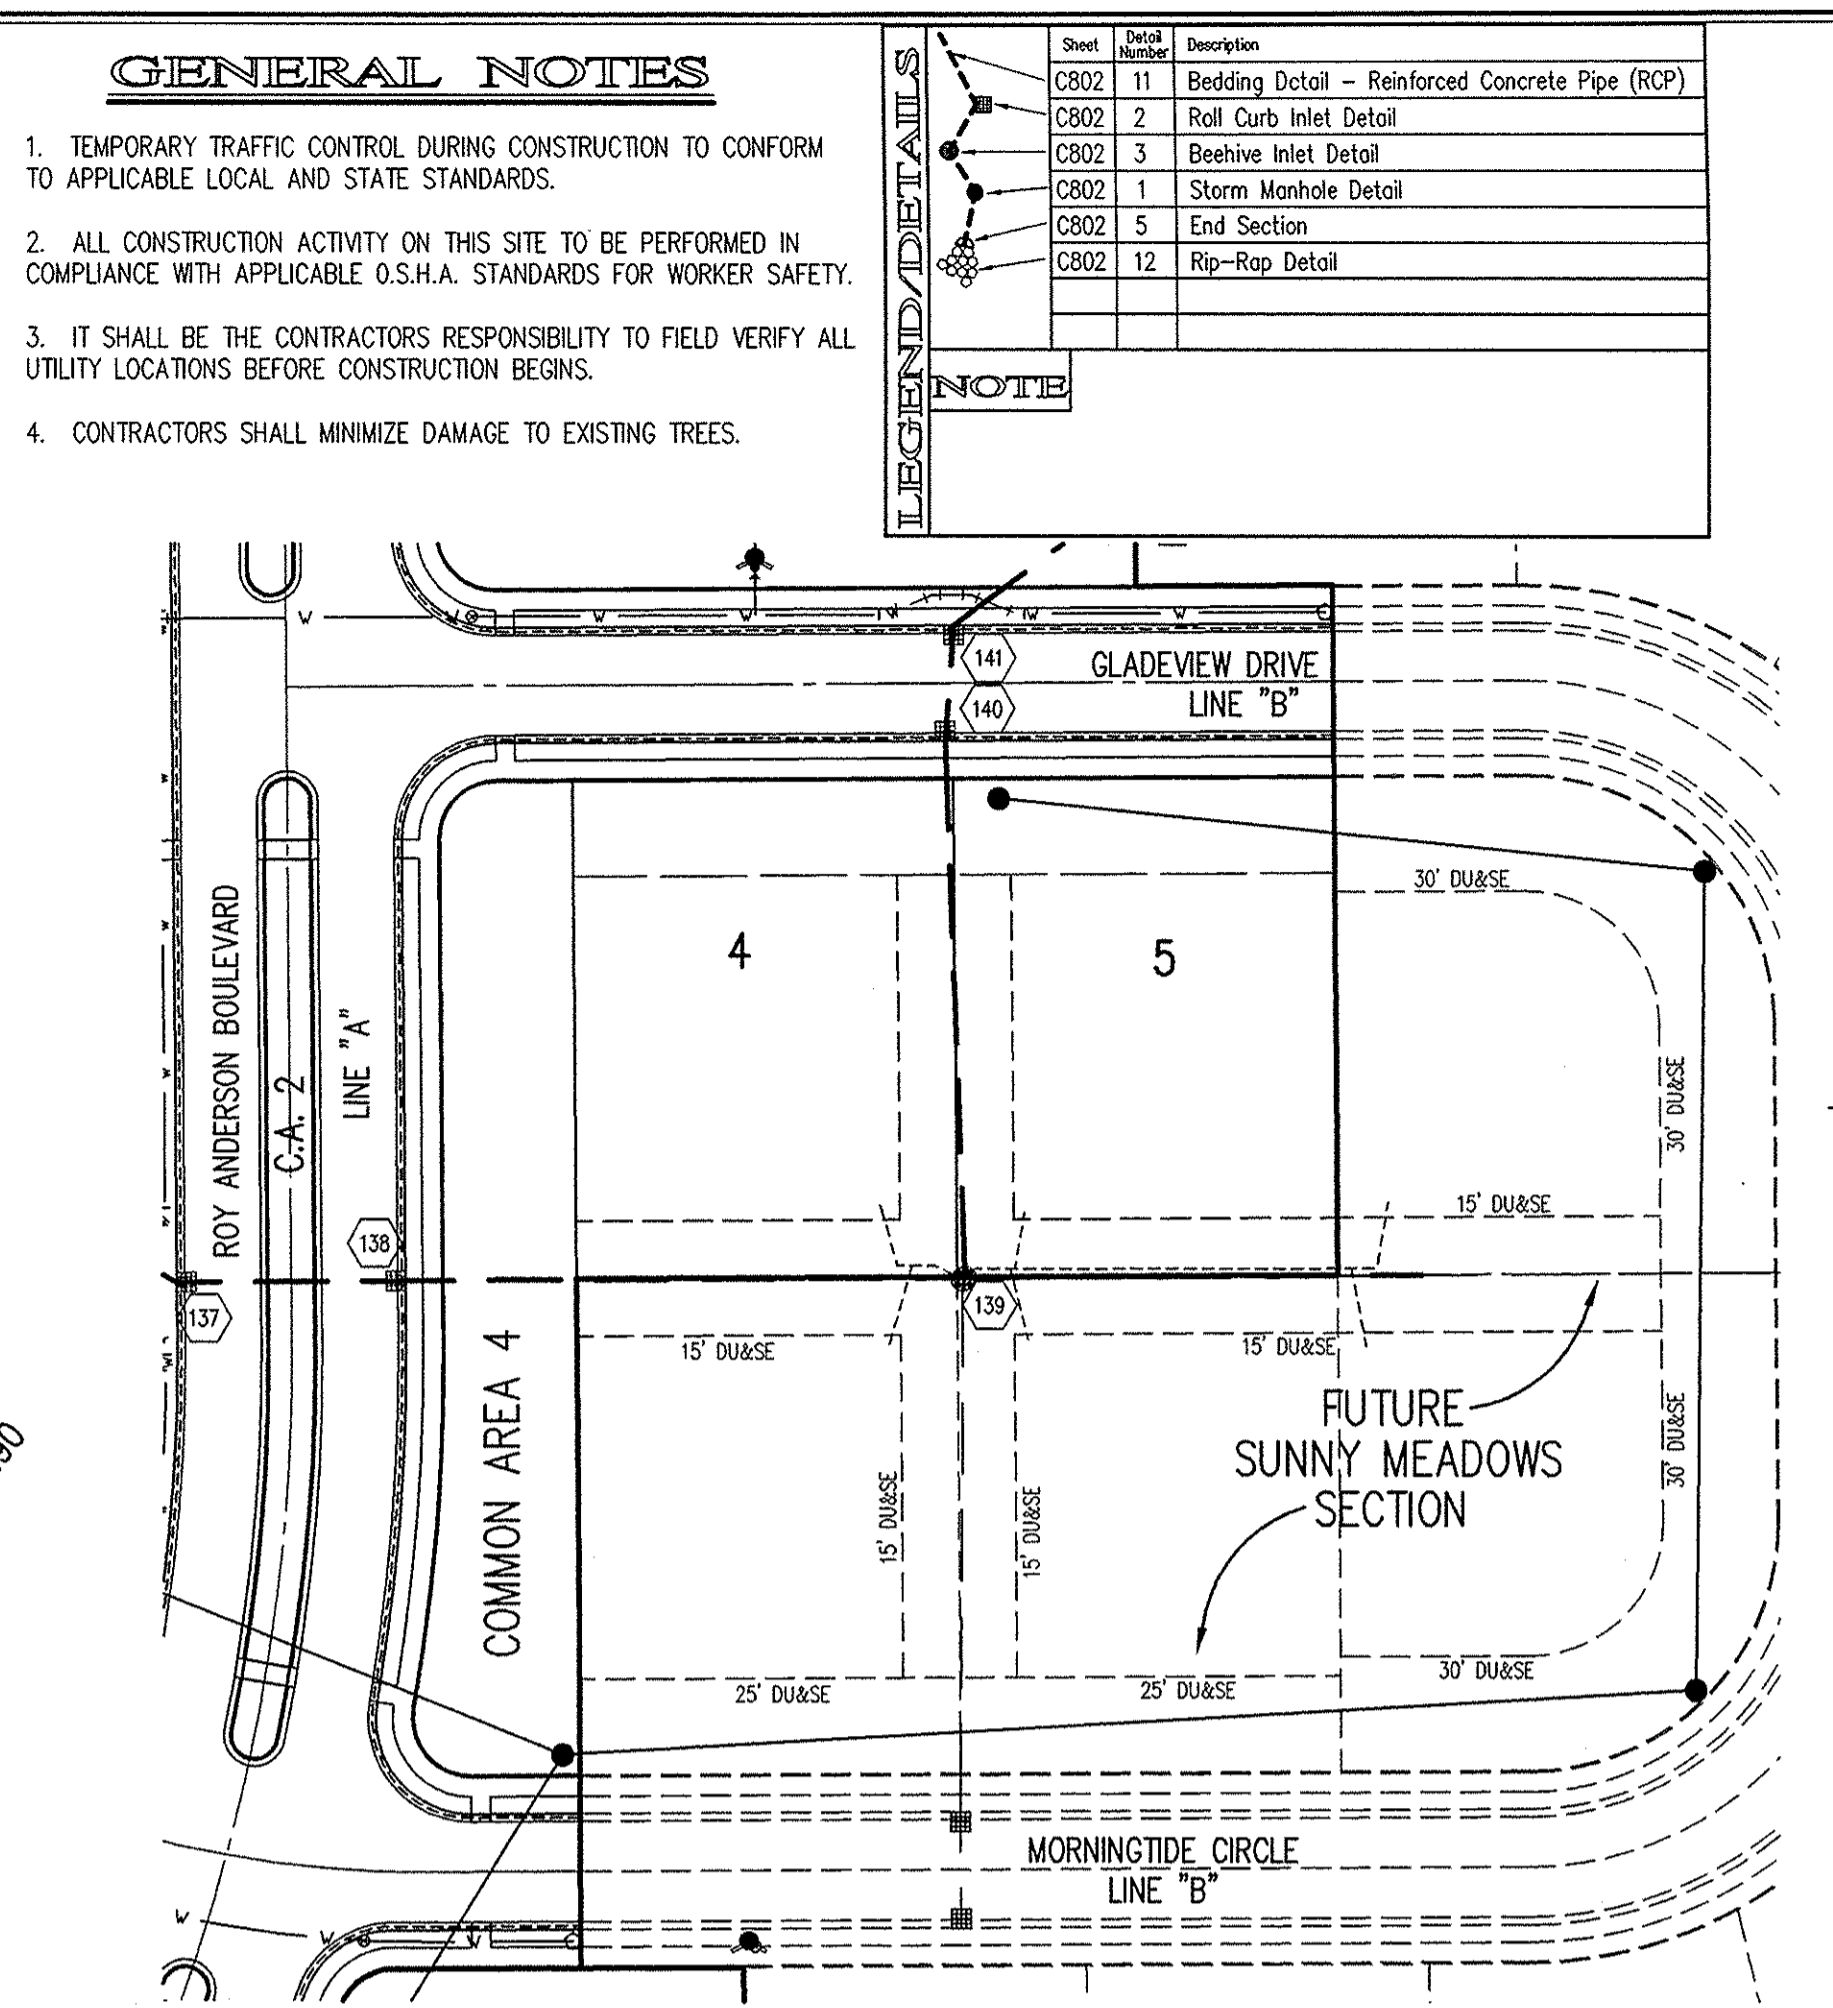 GENERAL NOTES
1. TEMPORARY TRAFFIC CONTROL DURING CONSTRUCTION TO CONFORM
TO APPLICABLE LOCAL AND STATE STANDARDS.
2. ALL CONSTRUCTION ACTIVITY ON THIS SITE TO BE PERFORMED IN
COMPLIANCE WITH APPLICABLE O.S.H.A. STANDARDS FOR WORKER SAFETY.
3. IT SHALL BE THE CONTRACTORS RESPONSIBILITY TO FIELD VERIFY ALL
UTILITY LOCATIONS BEFORE CONSTRUCTION BEGINS.
4. CONTRACTORS SHALL MINIMIZE DAMAGE TO EXISTING TREES.
LEGEND/DETAILS
Sheet Detail Number Description
C802 11 Bedding Detail – Reinforced Concrete Pipe (RCP)
C802 2 Roll Curb Inlet Detail
C802 3 Beehive Inlet Detail
C802 1 Storm Manhole Detail
C802 5 End Section
C802 12 Rip-Rap Detail
NOTE
W W W W W W W
141
GLADEVIEW DRIVE
140
LINE "B"
30' DU&SE
4
5
ROY ANDERSON BOULEVARD
C.A. 2
LINE "A"
30' DU&SE
15' DU&SE
138
137
139
15' DU&SE
15' DU&SE
COMMON AREA 4
FUTURE
SUNNY MEADOWS
SECTION
30' DU&SE
15' DU&SE
15' DU&SE
30' DU&SE
25' DU&SE
25' DU&SE
MORNINGTIDE CIRCLE
LINE "B"
W W